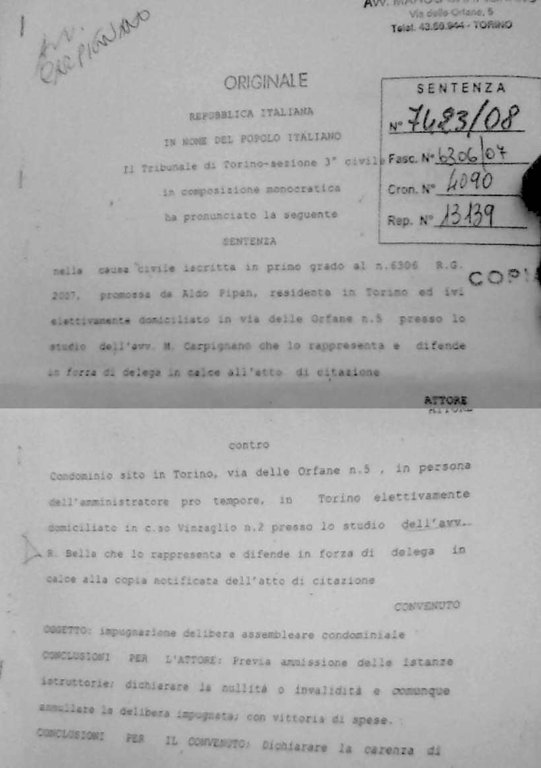 Via delle Orfane, 5
Telef. 43.59.944 - TORINO
CARPIGNANO
ORIGINALE
REPUBBLICA ITALIANA
IN NOME DEL POPOLO ITALIANO
Il Tribunale di Torino-sezione 3° civile
in composizione monocratica
ha pronunciato la seguente
SENTENZA
SENTENZA
N° 7483/08
Fasc. N° 6306/07
Cron. N° 4090
Rep. N° 13139
COPIA
nella causa civile iscritta in primo grado al n.6306 R.G.
2007, promossa da Aldo Pipan, residente in Torino ed ivi
elettivamente domiciliato in via delle Orfane n.5 presso lo
studio dell'avv. M. Carpignano che lo rappresenta e difende
in forza di delega in calce all'atto di citazione
ATTORE
ATTORE
contro
Condominio sito in Torino, via delle Orfane n.5 , in persona
dell'amministratore pro tempore, in Torino elettivamente
domiciliato in c.so Vinzaglio n.2 presso lo studio dell'avv.
R. Bella che lo rappresenta e difende in forza di delega in
calce alla copia notificata dell'atto di citazione
CONVENUTO
OGGETTO: impugnazione delibera assembleare condominiale
CONCLUSIONI PER L'ATTORE: Previa ammissione delle istanze
istruttorie; dichiarare la nullità o invalidità e comunque
annullare la delibera impugnata; con vittoria di spese.
CONCLUSIONI PER IL CONVENUTO: Dichiarare la carenza di